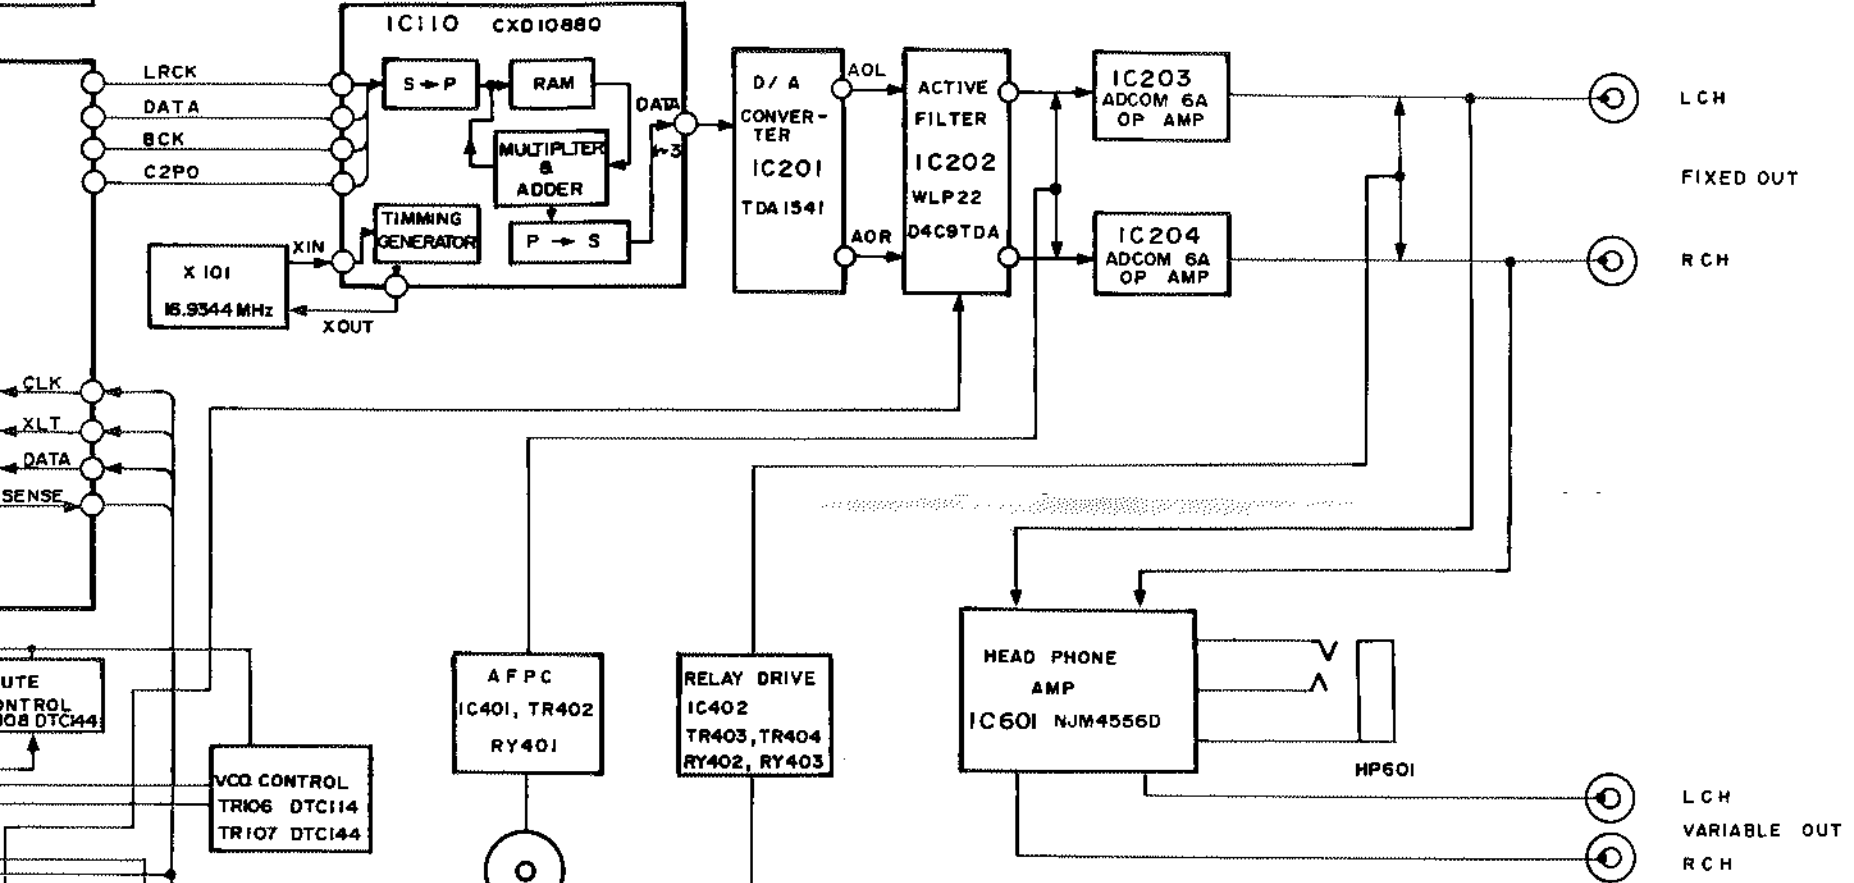 IC110 CXD10880
LRCK
DATA
BCK
C2PO
S → P
RAM
MULTIPLTER
&
ADDER
TIMMING
GENERATOR
P → S
DATA
1~3
XIN
X 101
16.9344 MHz
XOUT
D/ A
CONVER-
TER
IC201
TDA1541
AOL
AOR
ACTIVE
FILTER
IC202
WLP22
D4C9TDA
IC203
ADCOM 6A
OP AMP
IC204
ADCOM 6A
OP AMP
LCH
FIXED OUT
RCH
CLK
XLT
DATA
SENSE
UTE
ONTROL
108 DTC144
VCO CONTROL
TR106 DTC114
TR107 DTC144
AFPC
IC401, TR402
RY401
RELAY DRIVE
IC402
TR403, TR404
RY402, RY403
HEAD PHONE
AMP
IC601 NJM4556D
HP601
LCH
VARIABLE OUT
RCH